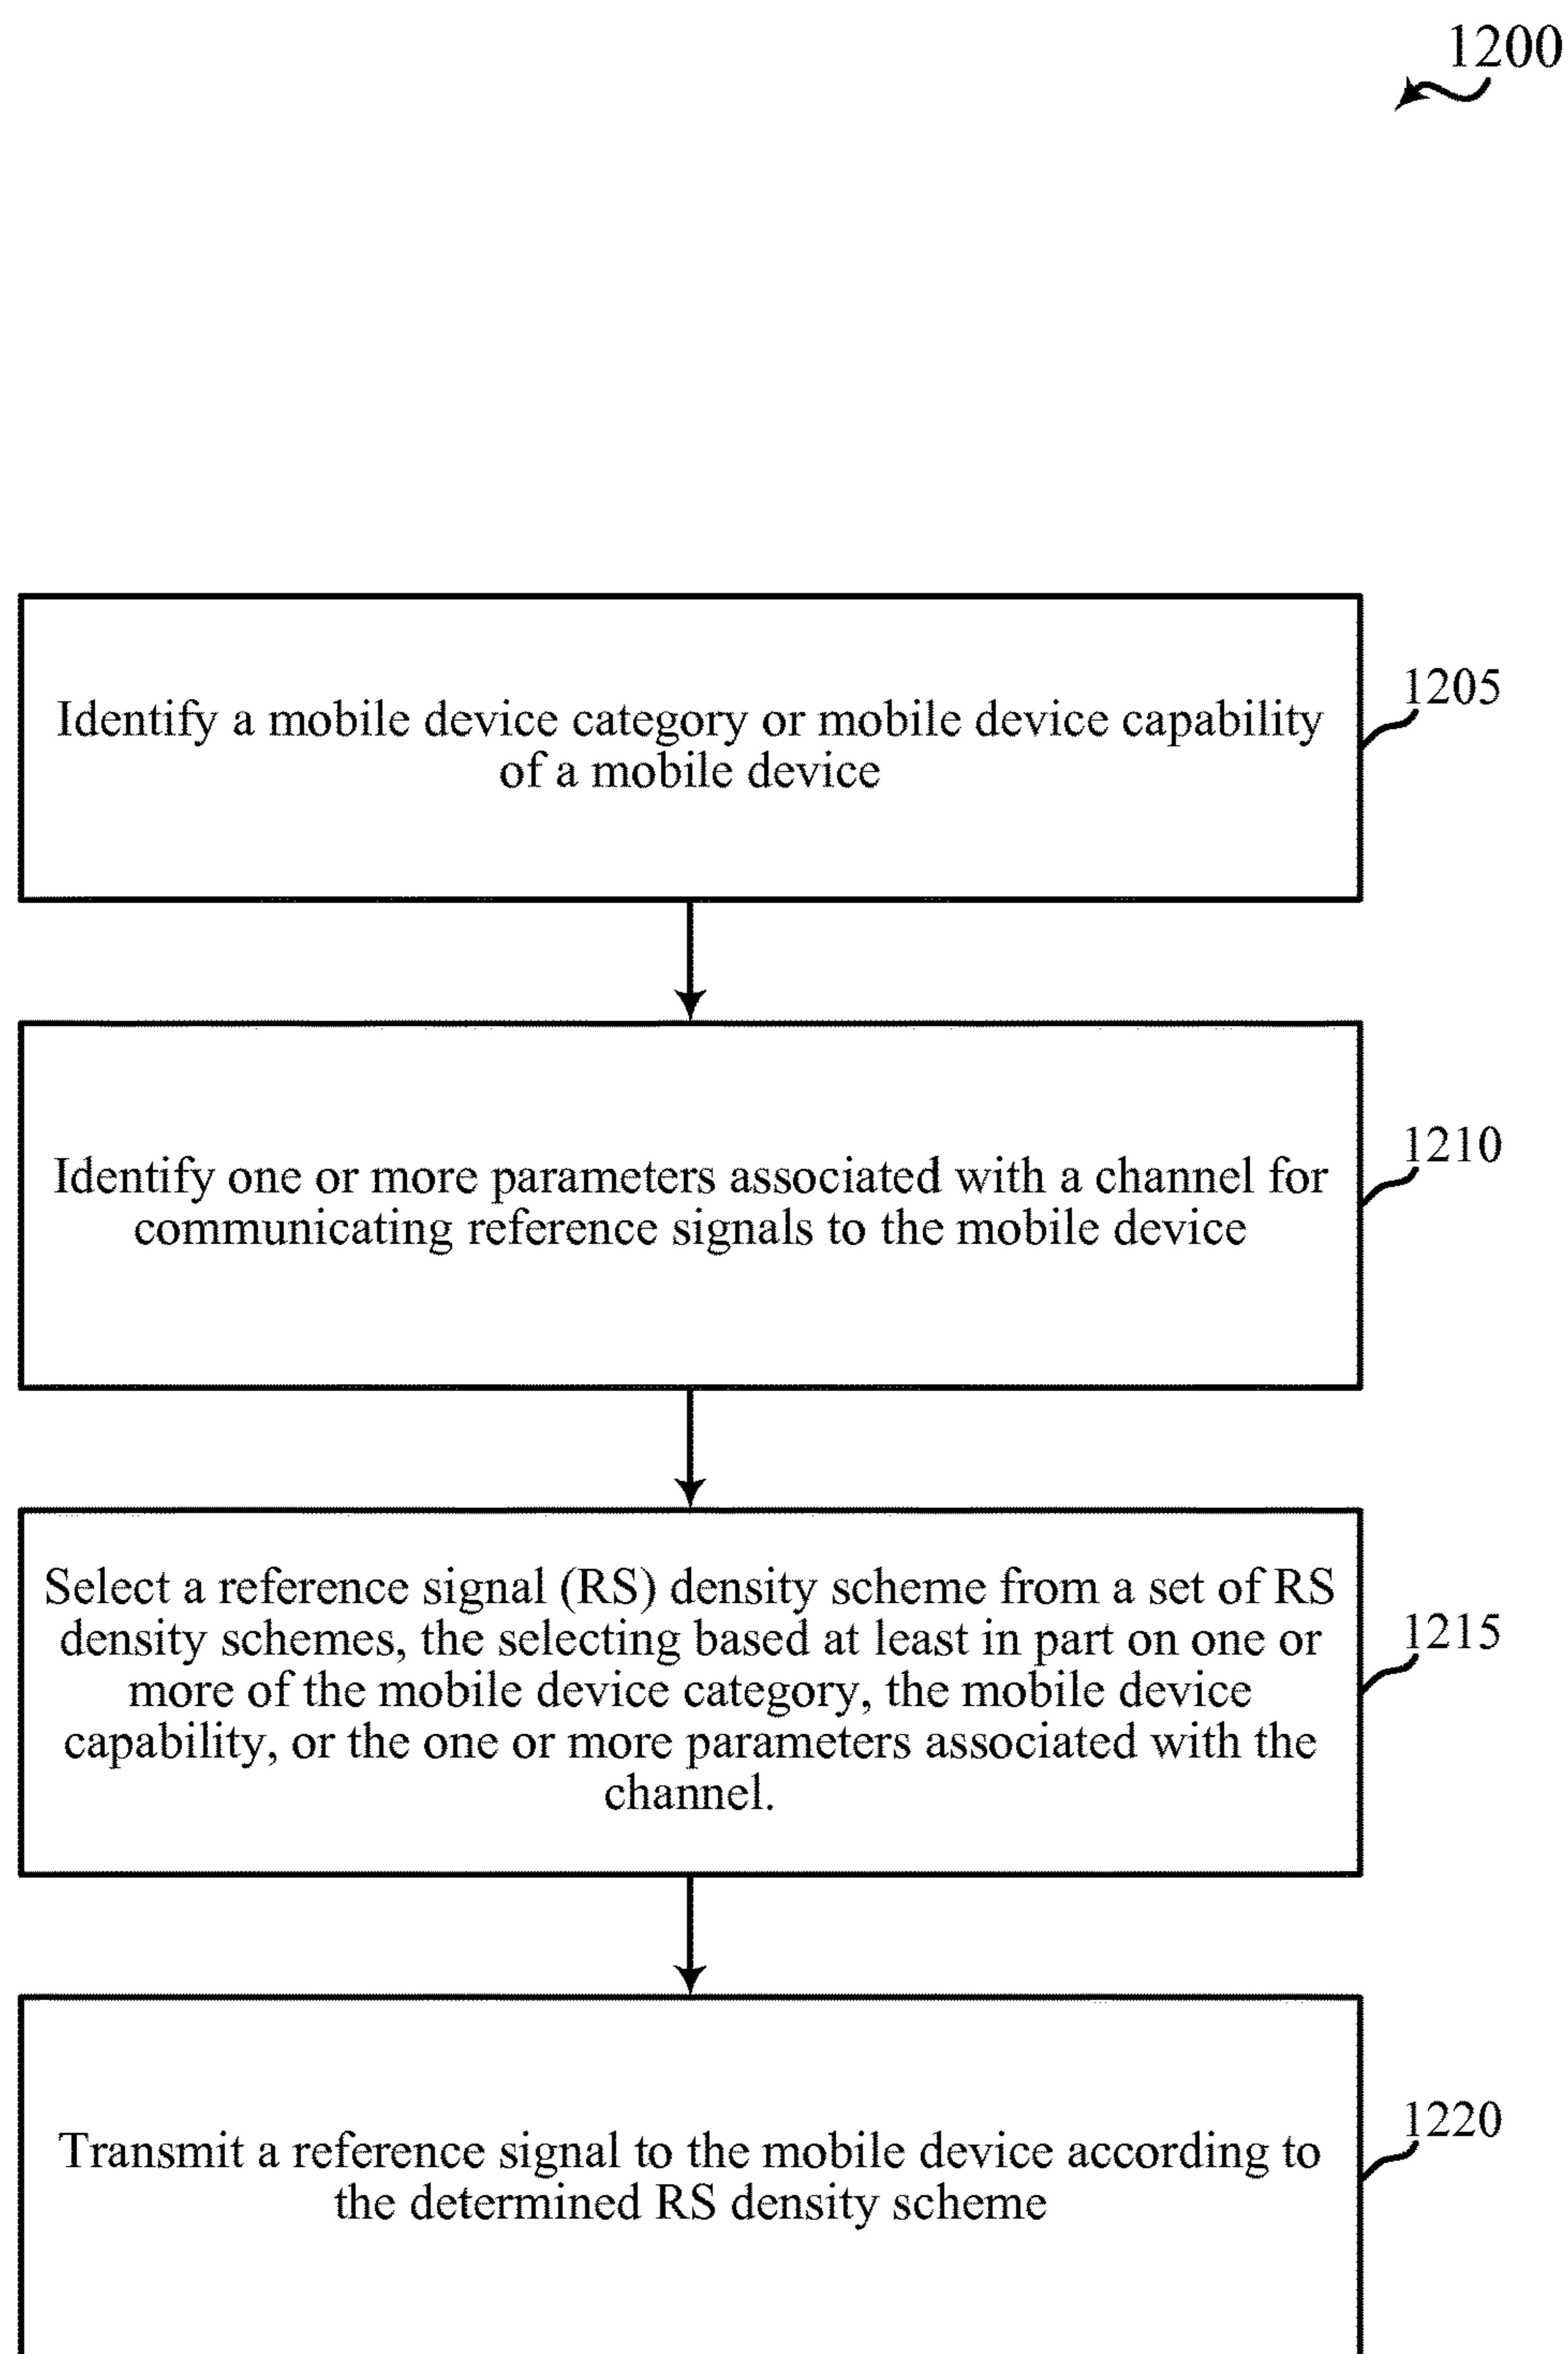 1200
Identify a mobile device category or mobile device capability
of a mobile device
1205
Identify one or more parameters associated with a channel for
communicating reference signals to the mobile device
1210
Select a reference signal (RS) density scheme from a set of RS
density schemes, the selecting based at least in part on one or
more of the mobile device category, the mobile device
capability, or the one or more parameters associated with the
channel.
1215
Transmit a reference signal to the mobile device according to
the determined RS density scheme
1220